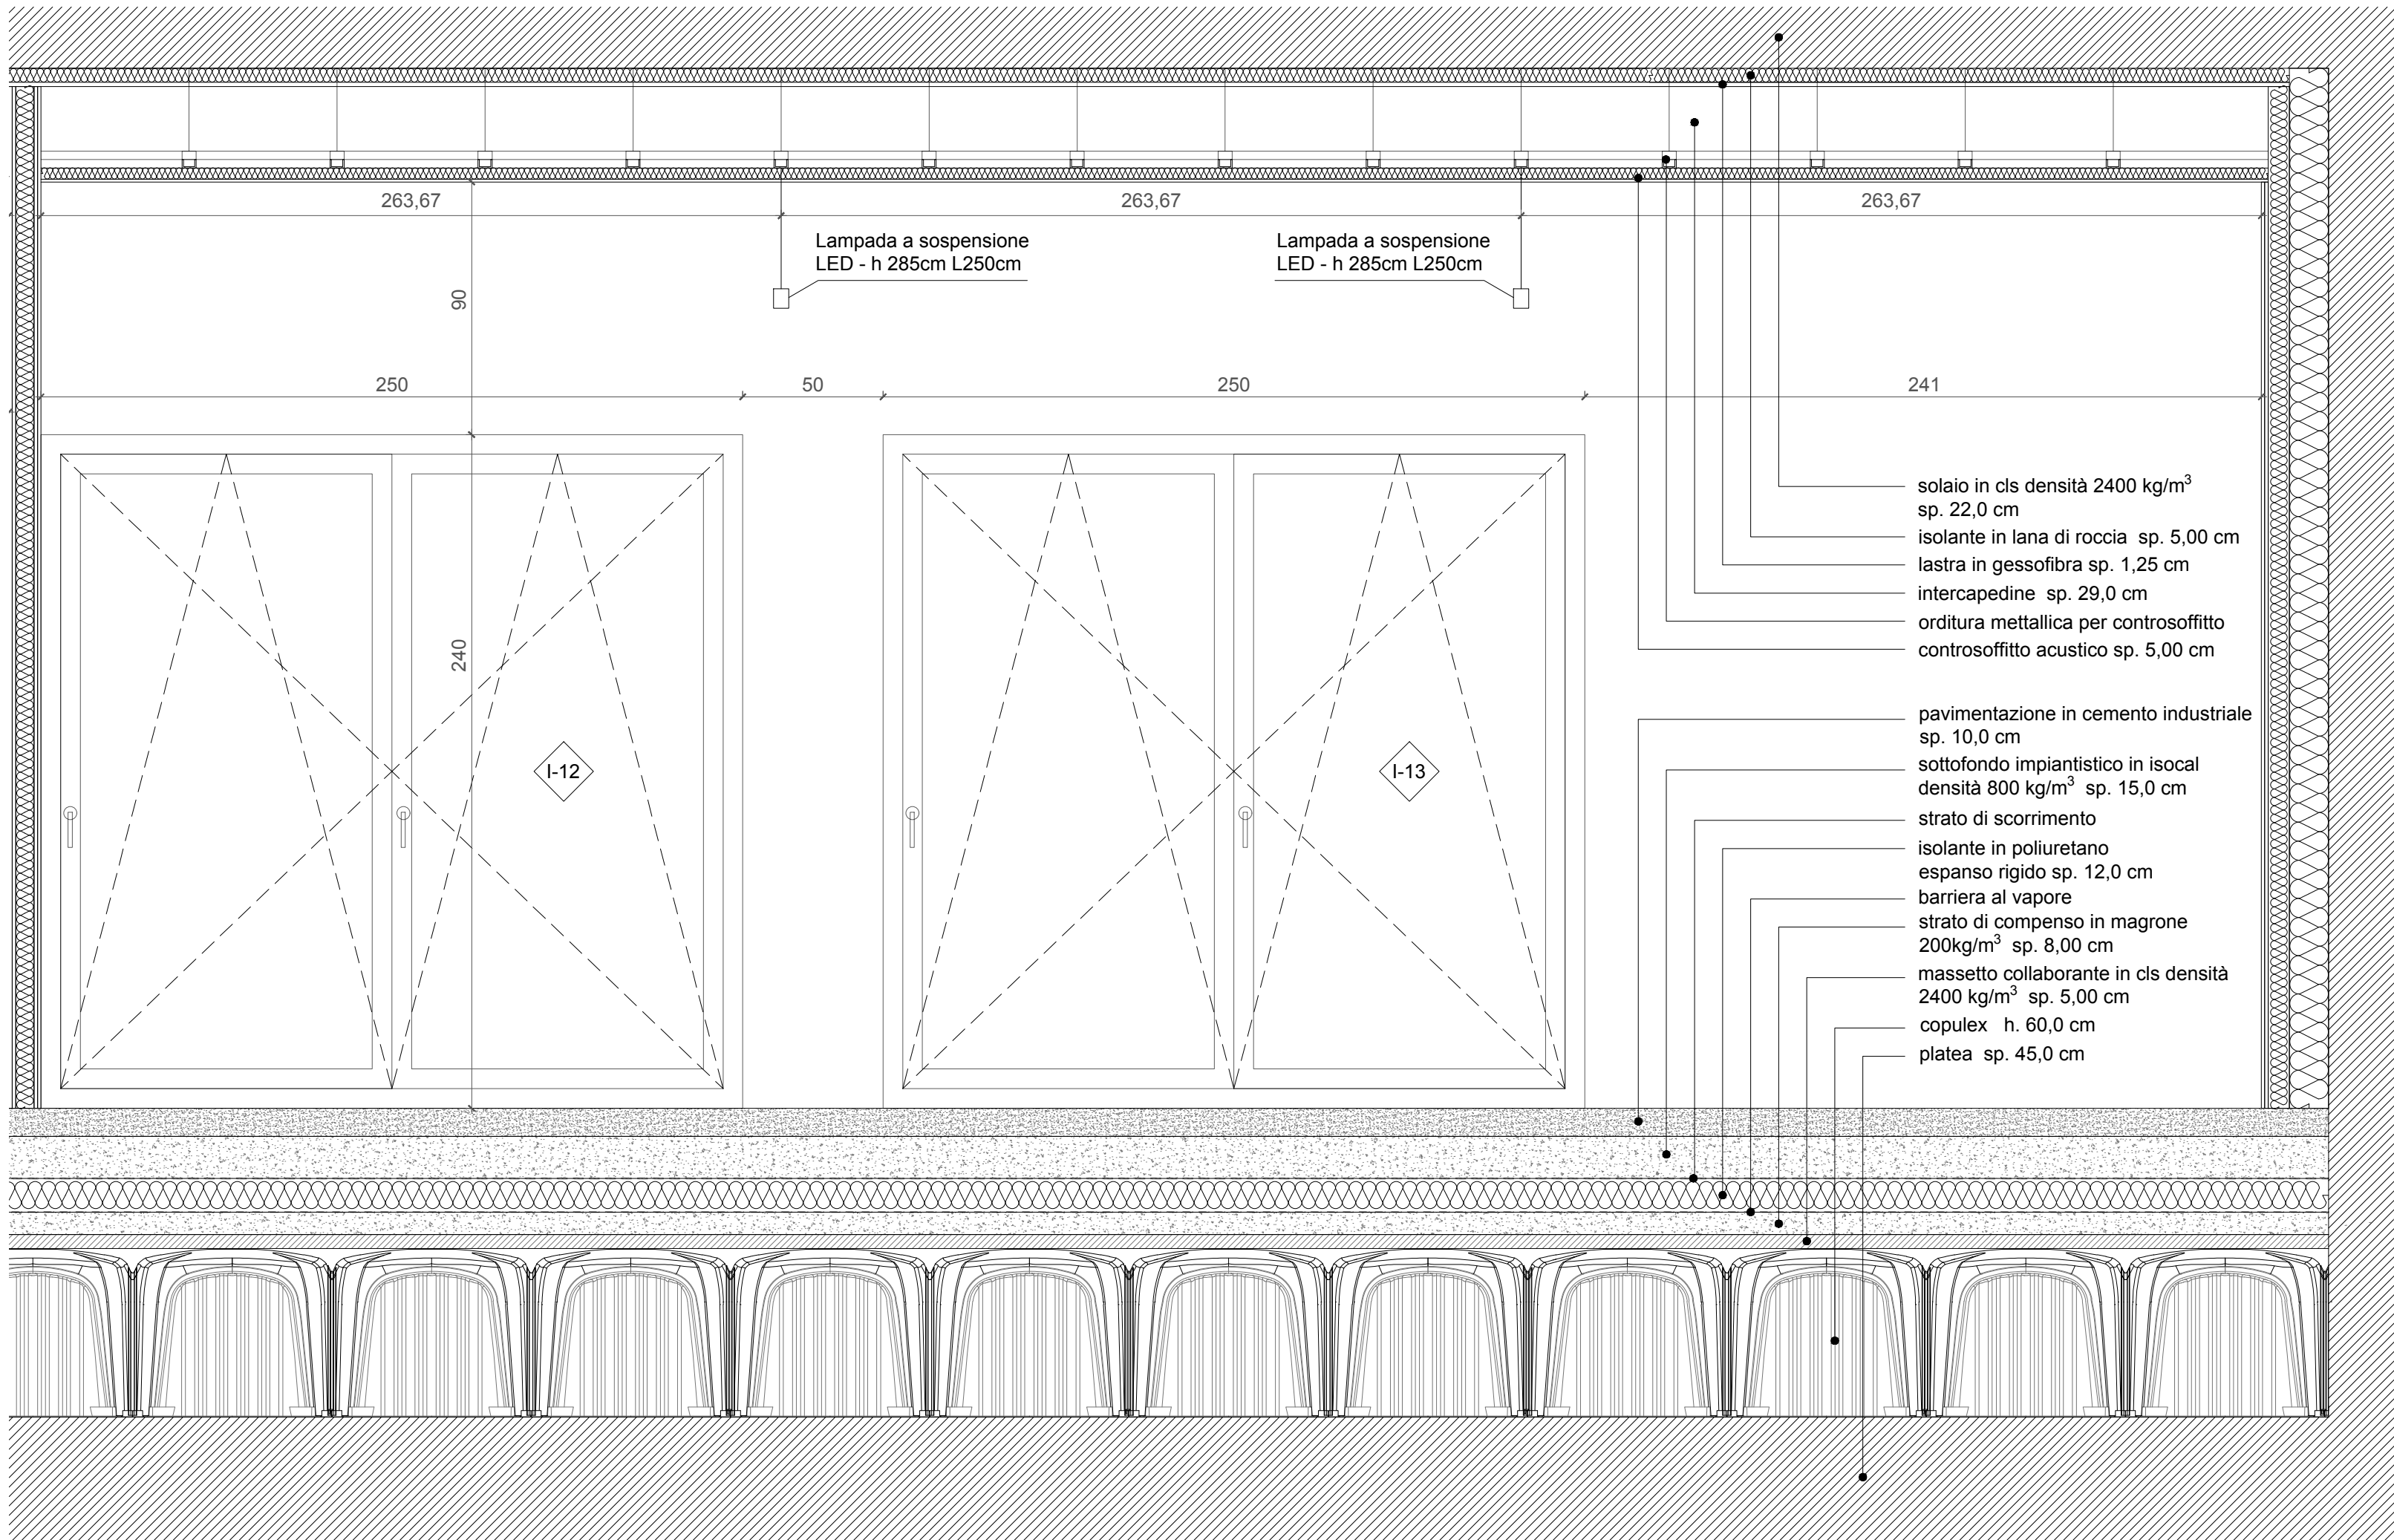 263,67
263,67
263,67
Lampada a sospensione
LED - h 285cm L250cm
Lampada a sospensione
LED - h 285cm L250cm
90
250
50
250
241
240
I-12
I-13
solaio in cls densità 2400 kg/m³
sp. 22,0 cm
isolante in lana di roccia sp. 5,00 cm
lastra in gessofibra sp. 1,25 cm
intercapedine sp. 29,0 cm
orditura mettallica per controsoffitto
controsoffitto acustico sp. 5,00 cm
pavimentazione in cemento industriale
sp. 10,0 cm
sottofondo impiantistico in isocal
densità 800 kg/m³ sp. 15,0 cm
strato di scorrimento
isolante in poliuretano
espanso rigido sp. 12,0 cm
barriera al vapore
strato di compenso in magrone
200kg/m³ sp. 8,00 cm
massetto collaborante in cls densità
2400 kg/m³ sp. 5,00 cm
copulex h. 60,0 cm
platea sp. 45,0 cm